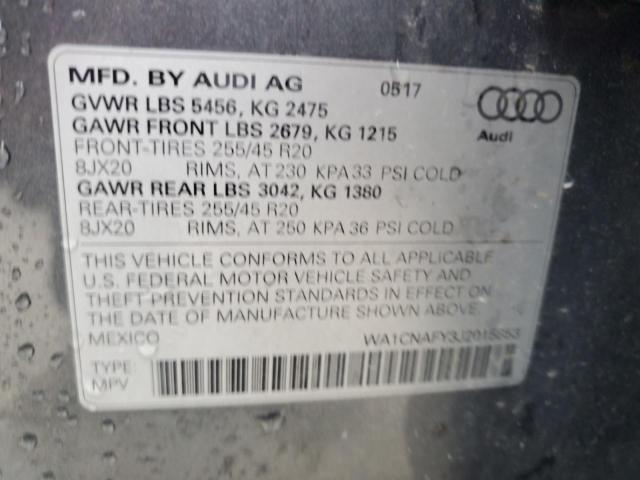 MFD. BY AUDI AG 0517
GVWR LBS 5456, KG 2475
GAWR FRONT LBS 2679, KG 1215
FRONT-TIRES 255/45 R20
8JX20 RIMS, AT 230 KPA 33 PSI COLD
GAWR REAR LBS 3042, KG 1380
REAR-TIRES 255/45 R20
8JX20 RIMS, AT 250 KPA 36 PSI COLD
Audi
THIS VEHICLE CONFORMS TO ALL APPLICABLE
U.S. FEDERAL MOTOR VEHICLE SAFETY AND
THEFT PREVENTION STANDARDS IN EFFECT ON
THE DATE OF MANUFACTURE SHOWN ABOVE.
MEXICO
TYPE:
MPV